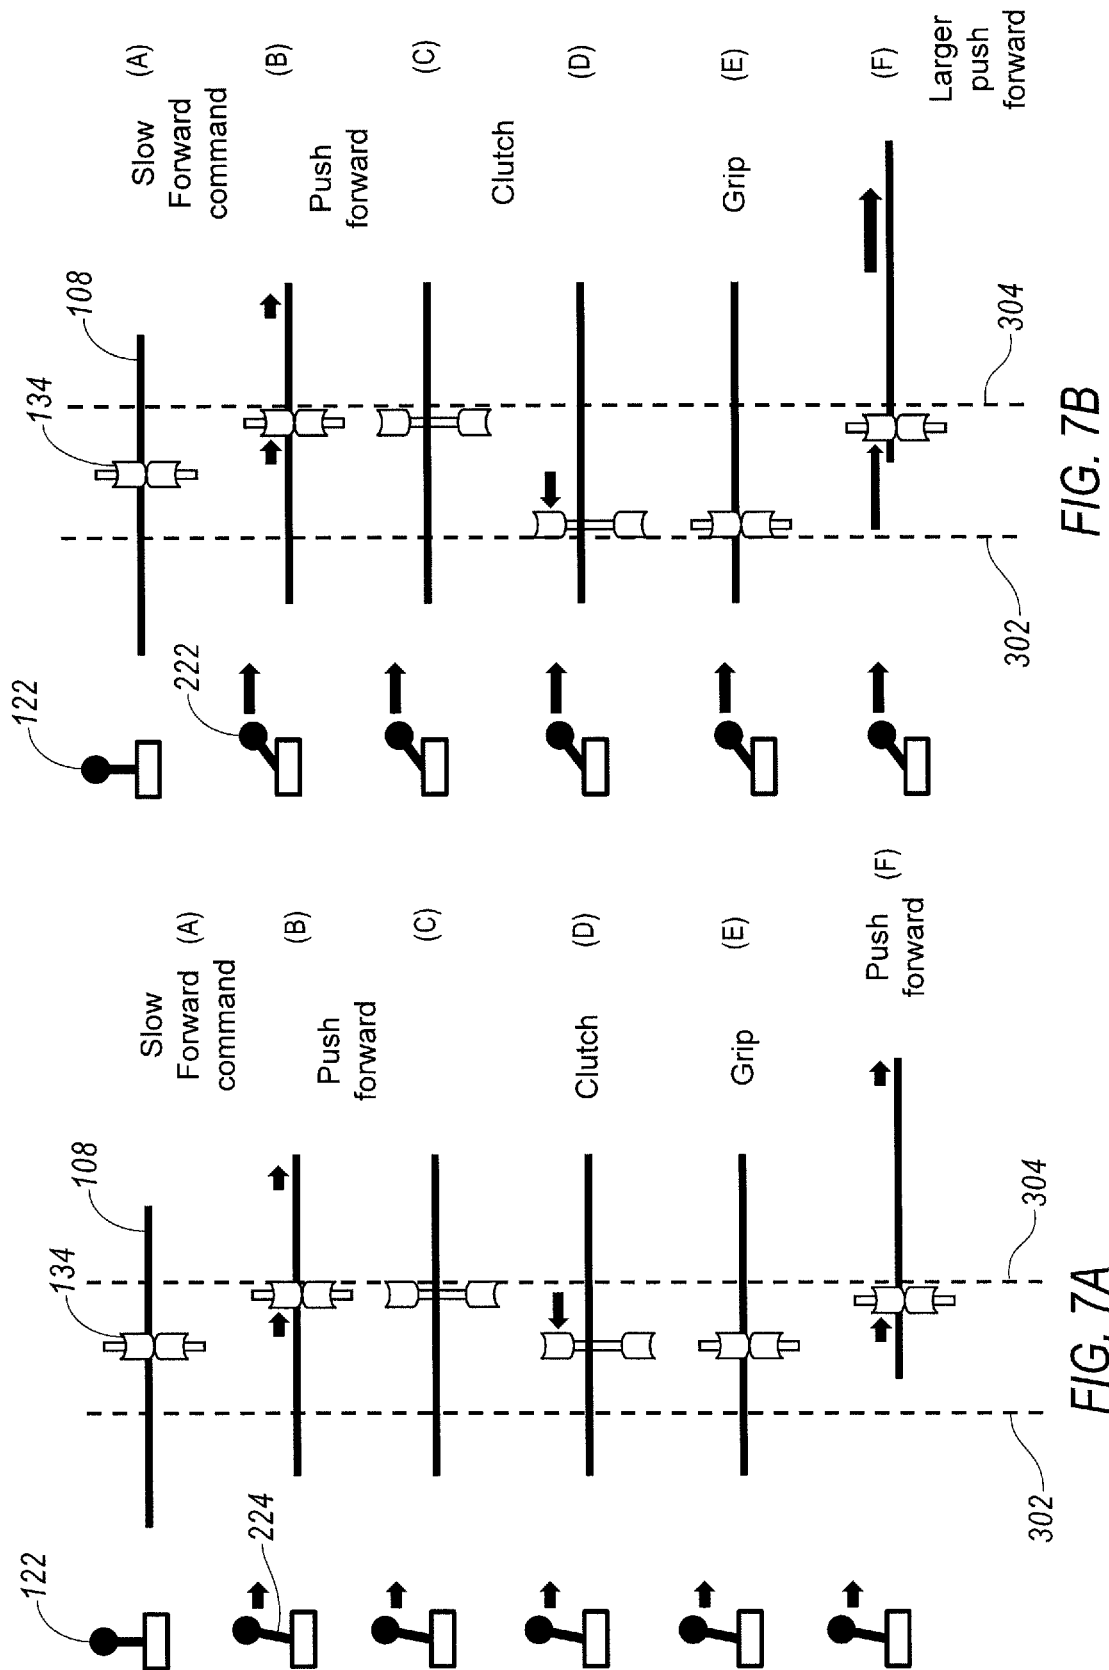 122
134
108
Slow
Forward
command
(A)
224
Push
forward
(B)
(C)
Clutch
(D)
Grip
(E)
Push
forward
(F)
302
304
FIG. 7A
122
134
108
Slow
Forward
command
(A)
222
Push
forward
(B)
(C)
Clutch
(D)
Grip
(E)
(F)
Larger
push
forward
302
304
FIG. 7B